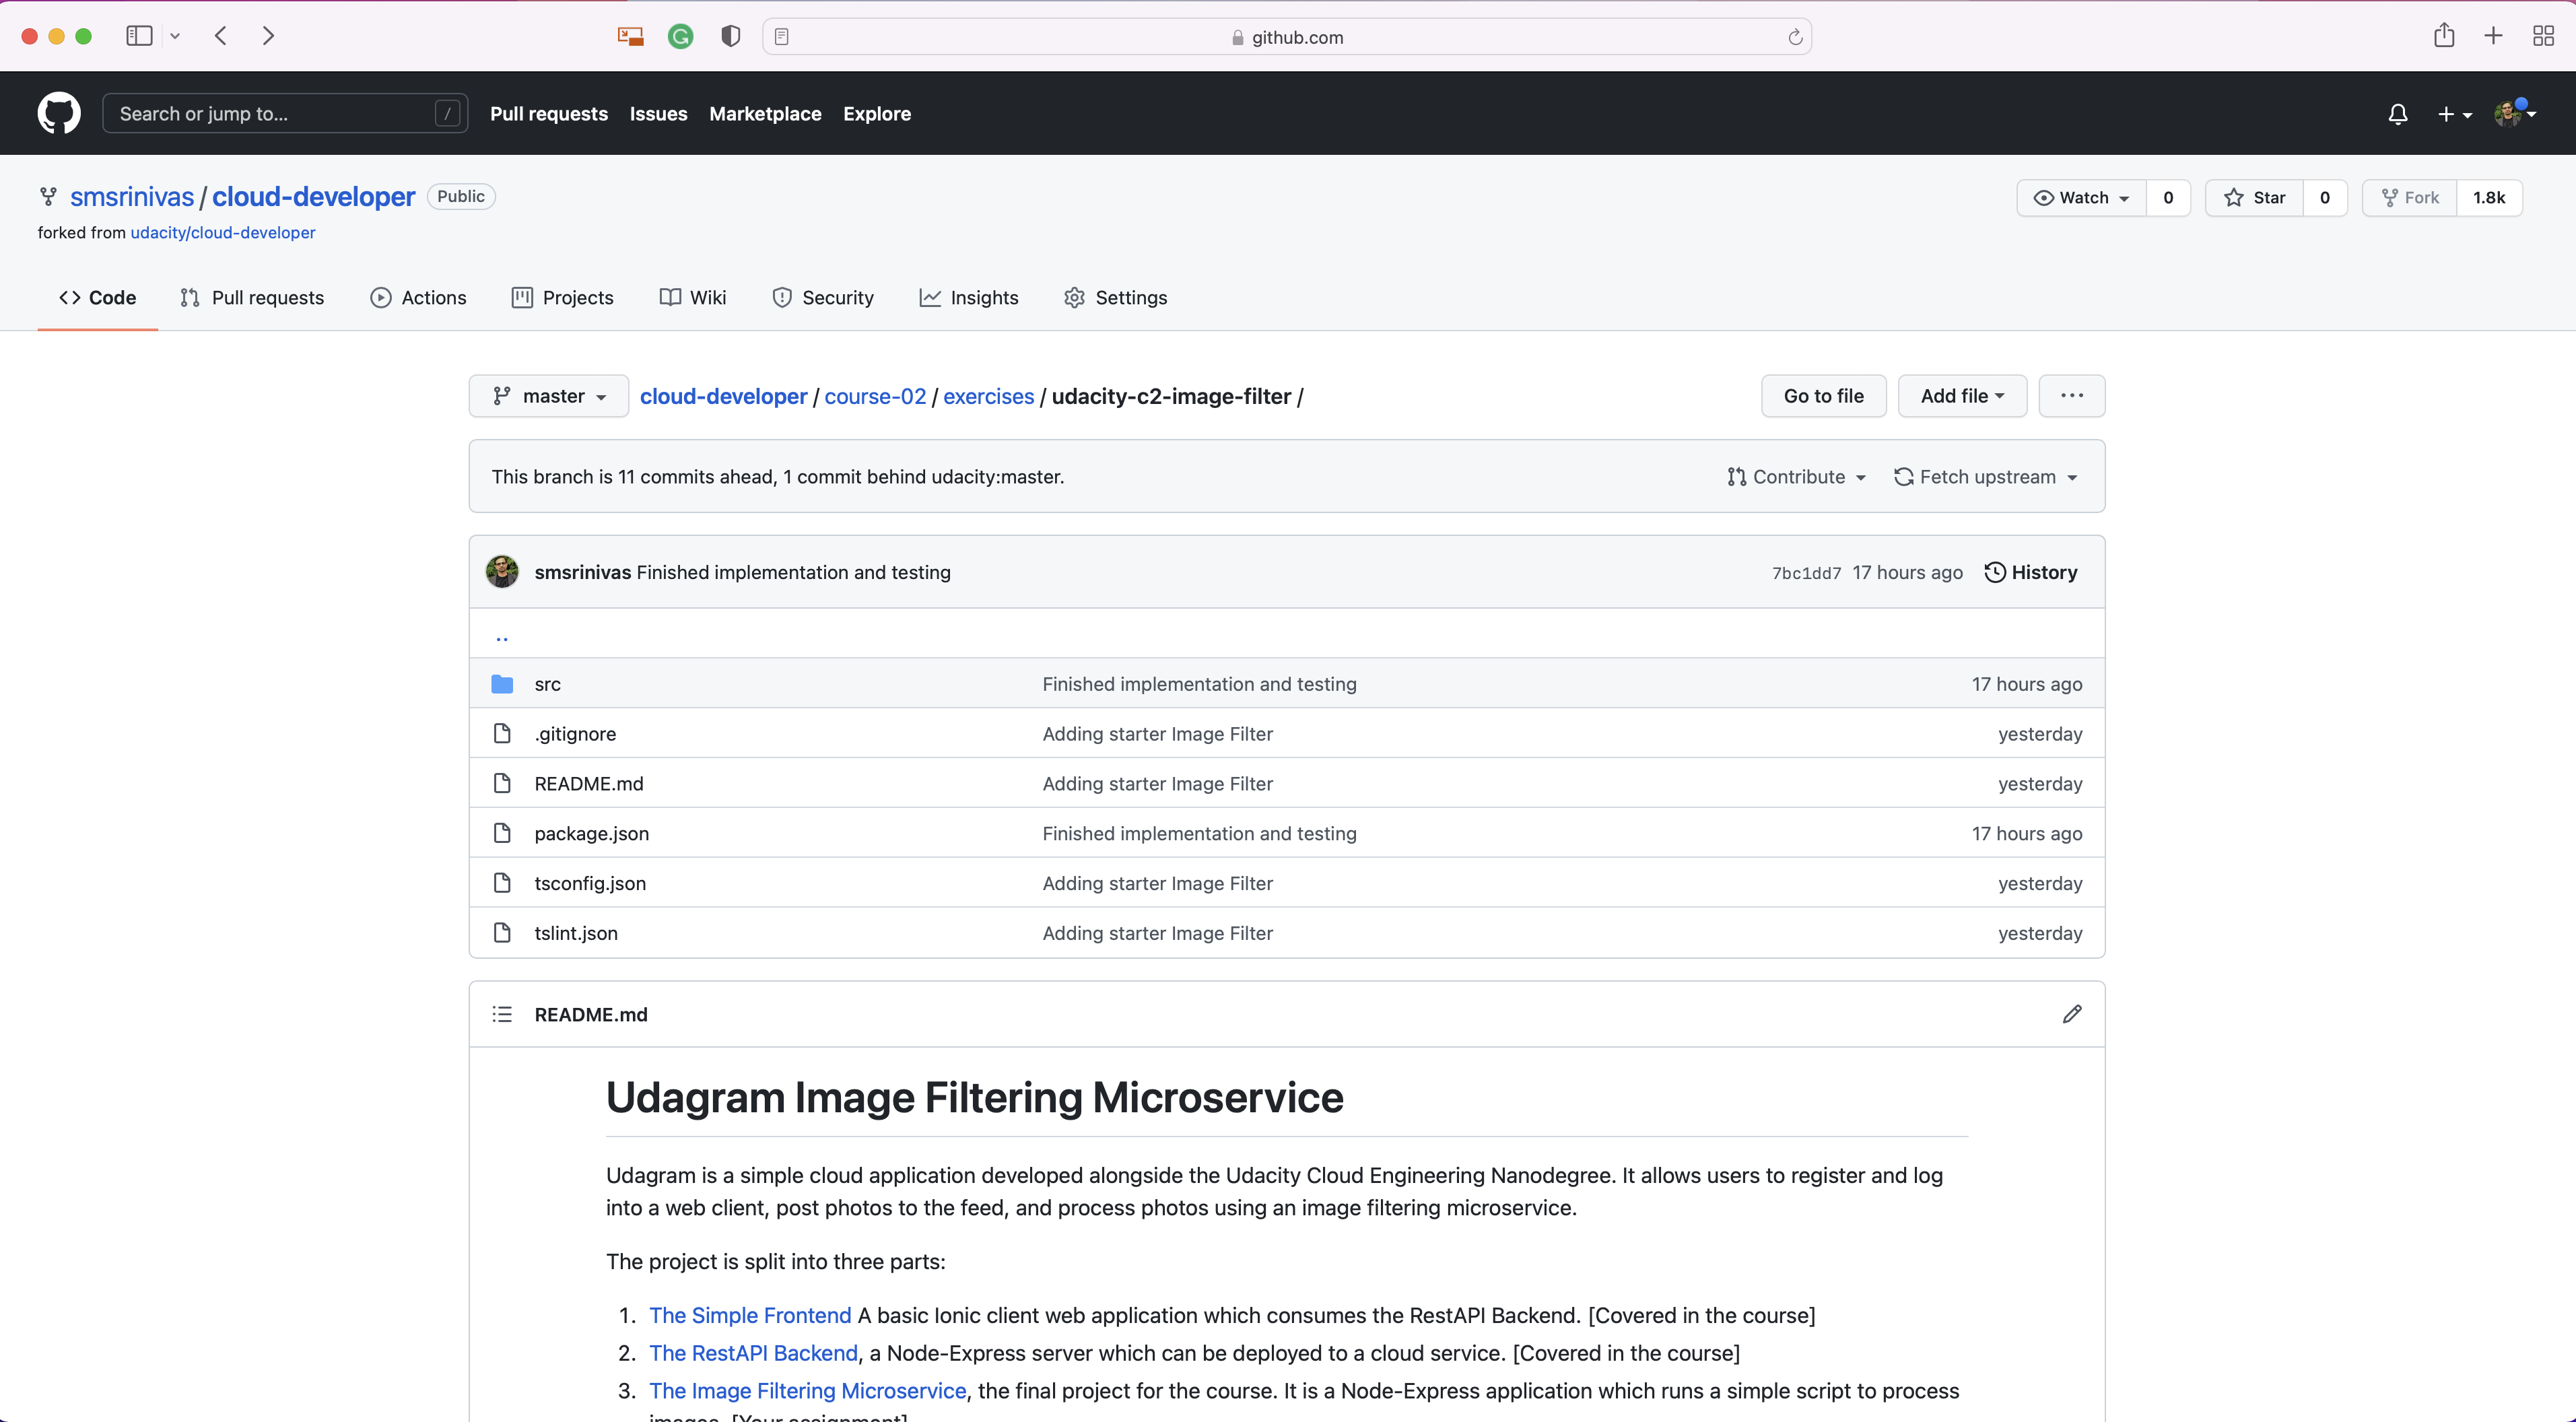 github.com
Search or jump to... /
Pull requests Issues Marketplace Explore
smsrinivas / cloud-developer Public
Watch 0 Star 0 Fork 1.8k
forked from udacity/cloud-developer
Code Pull requests Actions Projects Wiki Security Insights Settings
master cloud-developer / course-02 / exercises / udacity-c2-image-filter /
Go to file Add file ...
This branch is 11 commits ahead, 1 commit behind udacity:master.
Contribute Fetch upstream
smsrinivas Finished implementation and testing 7bc1dd7 17 hours ago History
..
src Finished implementation and testing 17 hours ago
.gitignore Adding starter Image Filter yesterday
README.md Adding starter Image Filter yesterday
package.json Finished implementation and testing 17 hours ago
tsconfig.json Adding starter Image Filter yesterday
tslint.json Adding starter Image Filter yesterday
README.md
Udagram Image Filtering Microservice
Udagram is a simple cloud application developed alongside the Udacity Cloud Engineering Nanodegree. It allows users to register and log
into a web client, post photos to the feed, and process photos using an image filtering microservice.
The project is split into three parts:
1. The Simple Frontend A basic Ionic client web application which consumes the RestAPI Backend. [Covered in the course]
2. The RestAPI Backend, a Node-Express server which can be deployed to a cloud service. [Covered in the course]
3. The Image Filtering Microservice, the final project for the course. It is a Node-Express application which runs a simple script to process
images. [Your assignment]